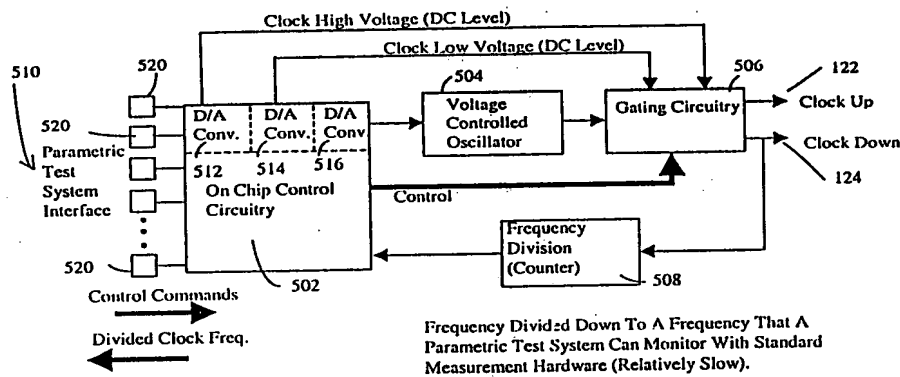 Clock High Voltage (DC Level)
Clock Low Voltage (DC Level)
510
520
504
506
122
D/A Conv.
D/A Conv.
D/A Conv
Voltage Controlled Oscillator
Gating Circuitry
Clock Up
520
Parametric Test System Interface
512
514
516
Clock Down
On Chip Control Circuitry
Control
124
520
502
Frequency Division (Counter)
508
Control Commands
Divided Clock Freq.
Frequency Divided Down To A Frequency That A
Parametric Test System Can Monitor With Standard
Measurement Hardware (Relatively Slow).